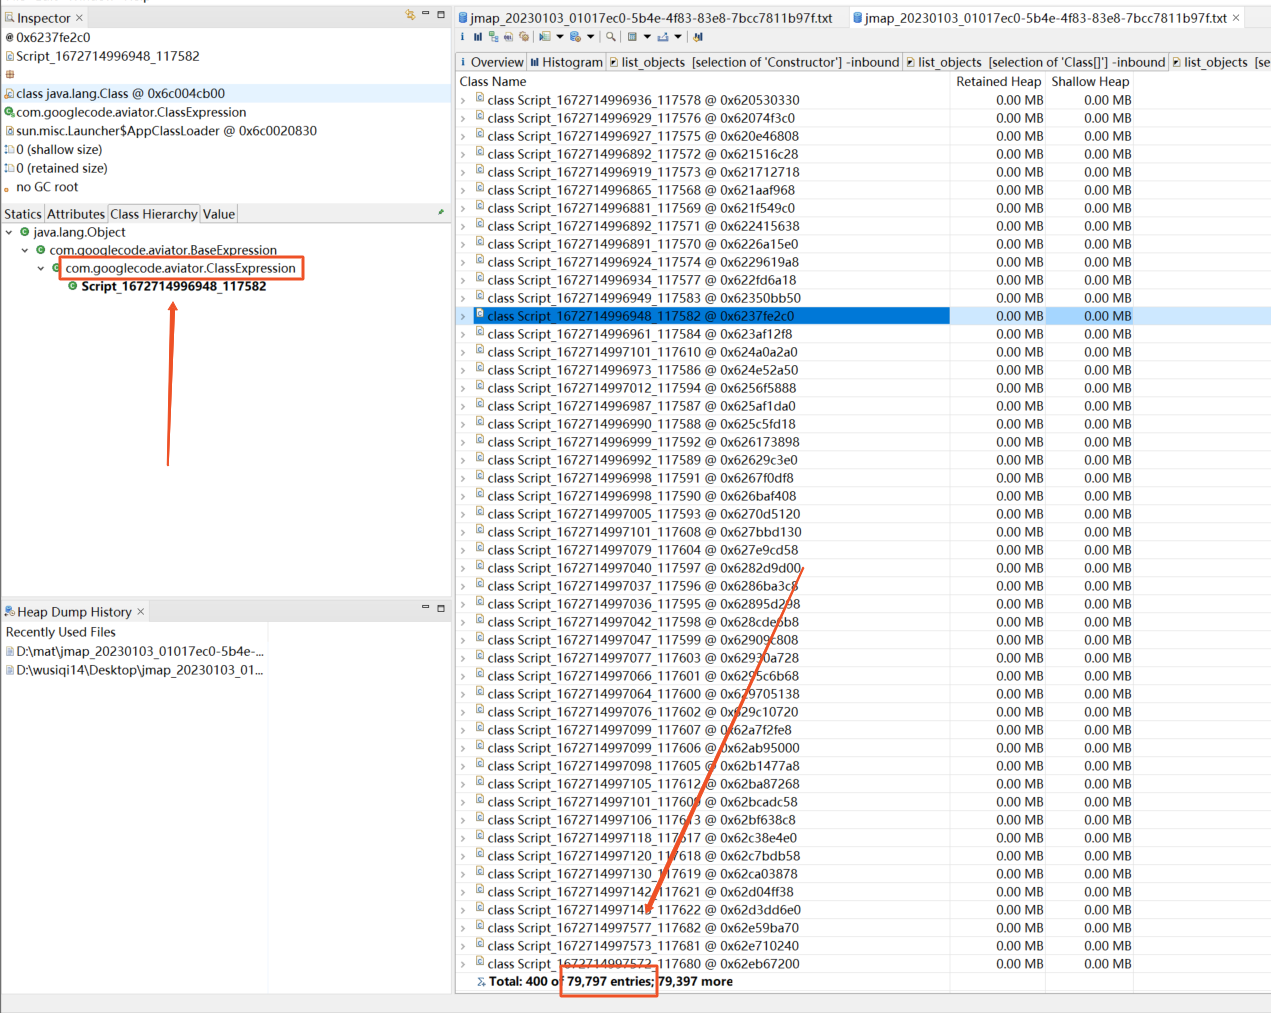 Inspector
@ 0x6237fe2c0
Script_1672714996948_117582
class java.lang.Class @ 0x6c004cb00
com.googlecode.aviator.ClassExpression
sun.misc.Launcher$AppClassLoader @ 0x6c0020830
0 (shallow size)
0 (retained size)
no GC root
Statics Attributes Class Hierarchy Value
java.lang.Object
com.googlecode.aviator.BaseExpression
com.googlecode.aviator.ClassExpression
Script_1672714996948_117582
Heap Dump History
Recently Used Files
D:\mat\jmap_20230103_01017ec0-5b4e-...
D:\wusiqi14\Desktop\jmap_20230103_01...
jmap_20230103_01017ec0-5b4e-4f83-83e8-7bcc7811b97f.txt jmap_20230103_01017ec0-5b4e-4f83-83e8-7bcc7811b97f.txt
i Overview Histogram list_objects [selection of 'Constructor'] -inbound list_objects [selection of 'Class[]'] -inbound list_objects [se
Class Name Retained Heap Shallow Heap
class Script_1672714996936_117578 @ 0x620530330 0.00 MB 0.00 MB
class Script_1672714996929_117576 @ 0x62074f3c0 0.00 MB 0.00 MB
class Script_1672714996927_117575 @ 0x620e46808 0.00 MB 0.00 MB
class Script_1672714996892_117572 @ 0x621516c28 0.00 MB 0.00 MB
class Script_1672714996919_117573 @ 0x621712718 0.00 MB 0.00 MB
class Script_1672714996865_117568 @ 0x621aaf968 0.00 MB 0.00 MB
class Script_1672714996881_117569 @ 0x621f549c0 0.00 MB 0.00 MB
class Script_1672714996892_117571 @ 0x622415638 0.00 MB 0.00 MB
class Script_1672714996891_117570 @ 0x6226a15e0 0.00 MB 0.00 MB
class Script_1672714996924_117574 @ 0x6229619a8 0.00 MB 0.00 MB
class Script_1672714996934_117577 @ 0x622fd6a18 0.00 MB 0.00 MB
class Script_1672714996949_117583 @ 0x62350bb50 0.00 MB 0.00 MB
class Script_1672714996948_117582 @ 0x6237fe2c0 0.00 MB 0.00 MB
class Script_1672714996961_117584 @ 0x623af12f8 0.00 MB 0.00 MB
class Script_1672714997101_117610 @ 0x624a0a2a0 0.00 MB 0.00 MB
class Script_1672714996973_117586 @ 0x624e52a50 0.00 MB 0.00 MB
class Script_1672714997012_117594 @ 0x6256f5888 0.00 MB 0.00 MB
class Script_1672714996987_117587 @ 0x625af1da0 0.00 MB 0.00 MB
class Script_1672714996990_117588 @ 0x625c5fd18 0.00 MB 0.00 MB
class Script_1672714996999_117592 @ 0x626173898 0.00 MB 0.00 MB
class Script_1672714996992_117589 @ 0x62629c3e0 0.00 MB 0.00 MB
class Script_1672714996998_117591 @ 0x6267f0df8 0.00 MB 0.00 MB
class Script_1672714996998_117590 @ 0x626baf408 0.00 MB 0.00 MB
class Script_1672714997005_117593 @ 0x6270d5120 0.00 MB 0.00 MB
class Script_1672714997101_117608 @ 0x627bbd130 0.00 MB 0.00 MB
class Script_1672714997079_117604 @ 0x627e9cd58 0.00 MB 0.00 MB
class Script_1672714997040_117597 @ 0x6282d9d00 0.00 MB 0.00 MB
class Script_1672714997037_117596 @ 0x6286ba3c8 0.00 MB 0.00 MB
class Script_1672714997036_117595 @ 0x62895d298 0.00 MB 0.00 MB
class Script_1672714997042_117598 @ 0x628cde6b8 0.00 MB 0.00 MB
class Script_1672714997047_117599 @ 0x62909c808 0.00 MB 0.00 MB
class Script_1672714997077_117603 @ 0x62930a728 0.00 MB 0.00 MB
class Script_1672714997066_117601 @ 0x6295c6b68 0.00 MB 0.00 MB
class Script_1672714997064_117600 @ 0x629705138 0.00 MB 0.00 MB
class Script_1672714997076_117602 @ 0x629c10720 0.00 MB 0.00 MB
class Script_1672714997099_117607 @ 0x62a7f2fe8 0.00 MB 0.00 MB
class Script_1672714997099_117606 @ 0x62ab95000 0.00 MB 0.00 MB
class Script_1672714997098_117605 @ 0x62b1477a8 0.00 MB 0.00 MB
class Script_1672714997105_117612 @ 0x62ba87268 0.00 MB 0.00 MB
class Script_1672714997101_117609 @ 0x62bcadc58 0.00 MB 0.00 MB
class Script_1672714997106_117613 @ 0x62bf638c8 0.00 MB 0.00 MB
class Script_1672714997118_117617 @ 0x62c38e4e0 0.00 MB 0.00 MB
class Script_1672714997120_117618 @ 0x62c7bdb58 0.00 MB 0.00 MB
class Script_1672714997130_117619 @ 0x62ca03878 0.00 MB 0.00 MB
class Script_1672714997142_117621 @ 0x62d04ff38 0.00 MB 0.00 MB
class @ 0x62d3dd6e0 0.00 MB 0.00 MB
class Script_1672714997577_117682 @ 0x62e59ba70 0.00 MB 0.00 MB
class Script_1672714997573_117681 @ 0x62e710240 0.00 MB 0.00 MB
class Script_1672714997572_117680 @ 0x62eb67200 0.00 MB 0.00 MB
Total: 400 of 79,797 entries; 79,397 more